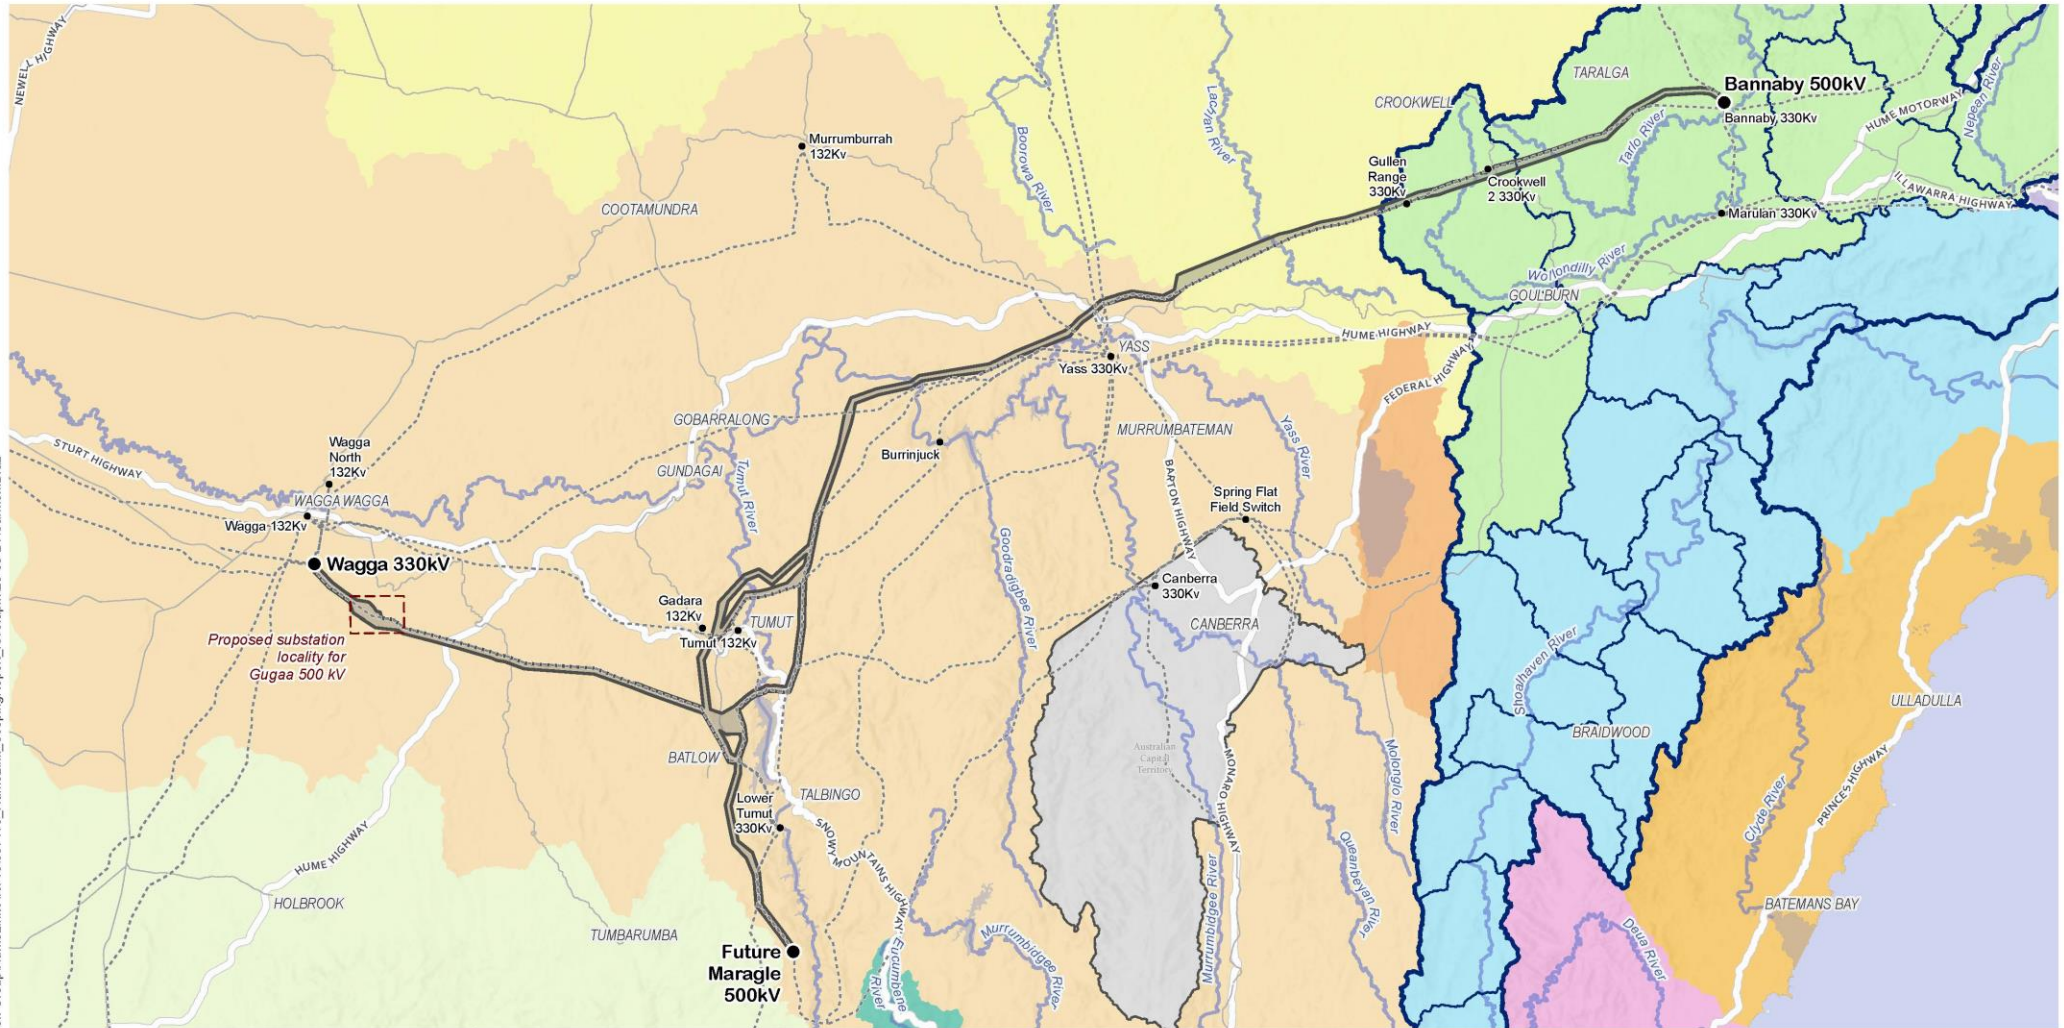 NEWELL HIGHWAY
TARALGA
Bannaby 500kV
Bannaby 330Kv
CROOKWELL
Lachlan River
Boorowa River
Tarlo River
HUME MOTORWAY
Nepean River
Murrumburrah
132Kv
Gullen
Range
330Kv
Crookwell
2 330Kv
ILLAWARRA HIGHWAY
Marulan 330Kv
COOTAMUNDRA
Wollondilly River
GOULBURN
HUME HIGHWAY
YASS
Yass 330Kv
FEDERAL HIGHWAY
GOBARRALONG
MURRUMBATEMAN
Yass River
STURT HIGHWAY
Wagga
North
132Kv
Burrinjuck
GUNDAGAI
Tumut River
BARTON HIGHWAY
WAGGA WAGGA
Wagga 132Kv
Spring Flat
Field Switch
Goodradigbee River
Wagga 330kV
Canberra
330Kv
Gadara
132Kv
TUMUT
Tumut 132Kv
CANBERRA
Proposed substation
locality for
Gugaa 500 kV
Shoalhaven River
ULLADULLA
BRAIDWOOD
Australian
Capital
Territory
BATLOW
MONARO HIGHWAY
Molonglo River
Clyde River
PRINCES HIGHWAY
TALBINGO
Lower
Tumut
330Kv
SNOWY MOUNTAINS HIGHWAY
HUME HIGHWAY
Queanbeyan River
Murrumbidgee River
HOLBROOK
BATEMANS BAY
TUMBARUMBA
Murrumbidgee River
Deua River
Future
Maragle
500kV
Eucumbene
River